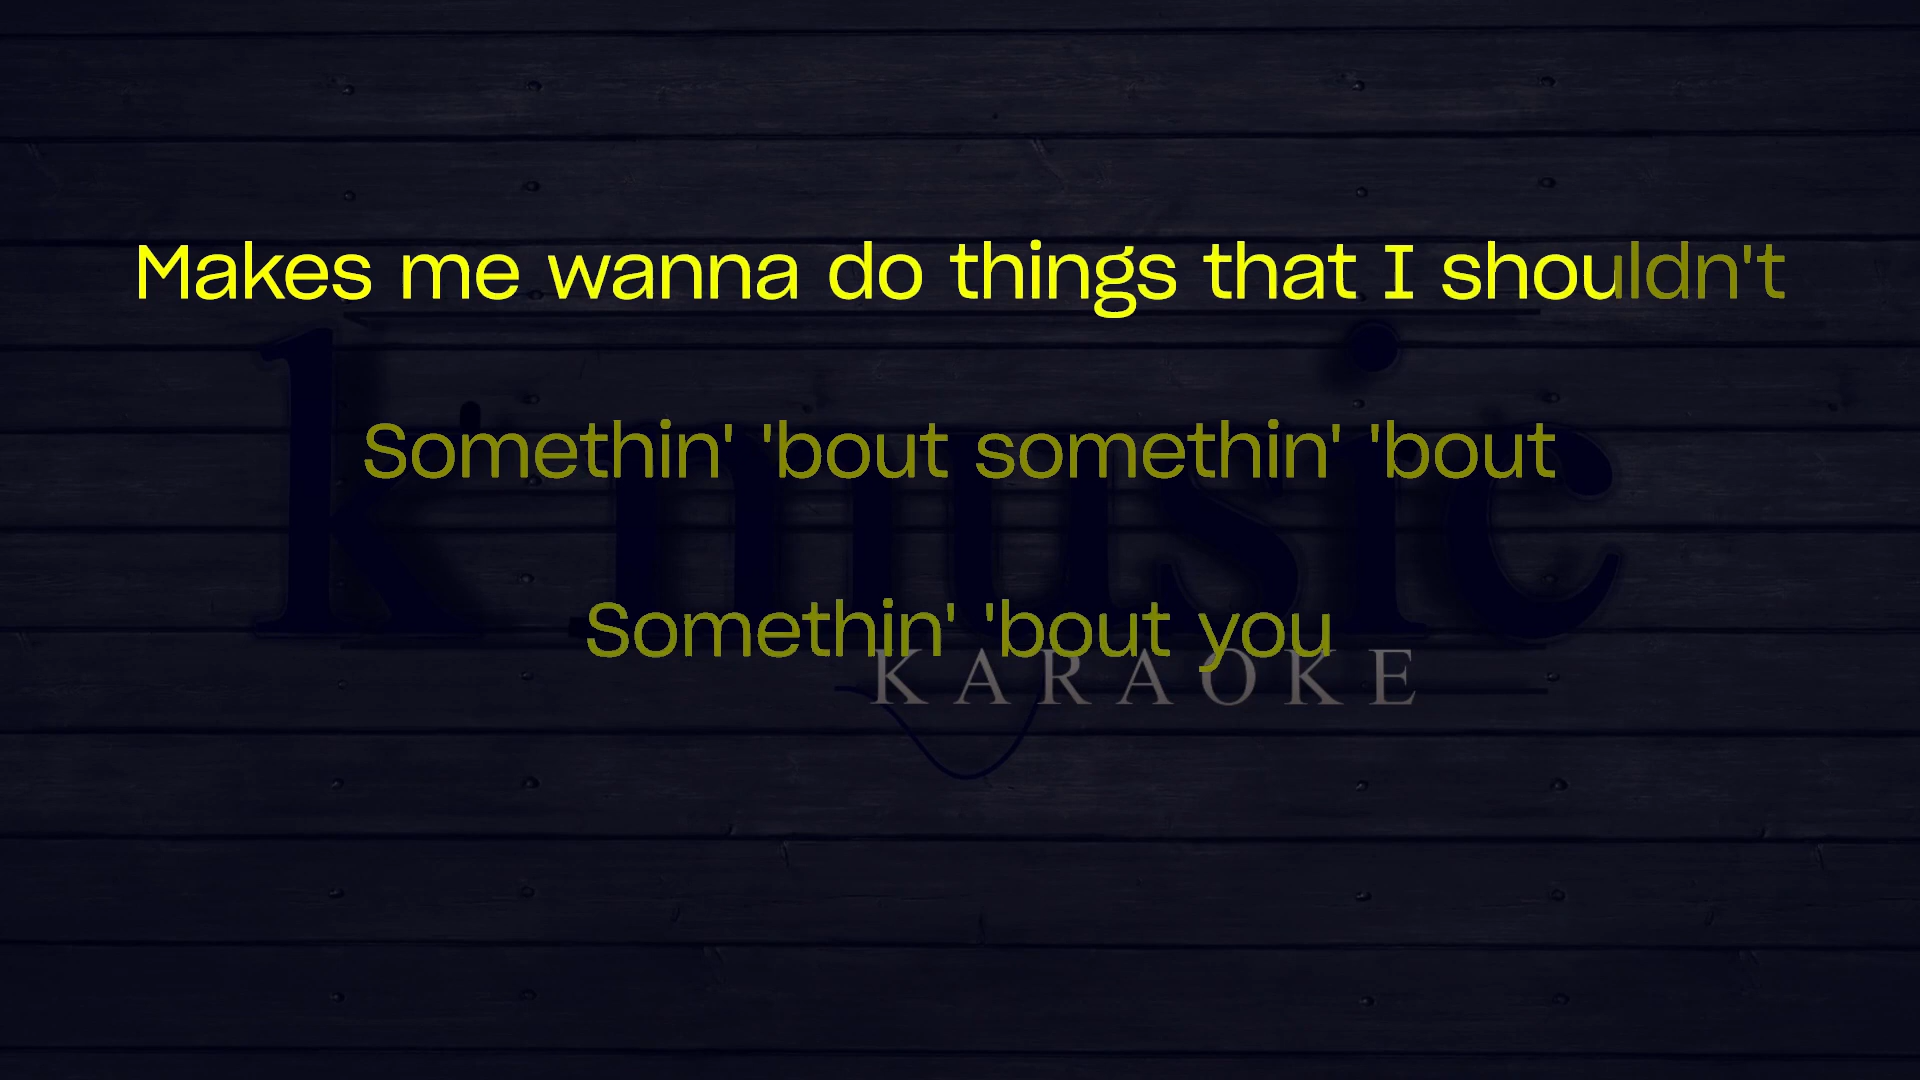 Makes me wanna do things that I shouldn't
Somethin' 'bout somethin' 'bout
Somethin' 'bout you
k'music
KARAOKE